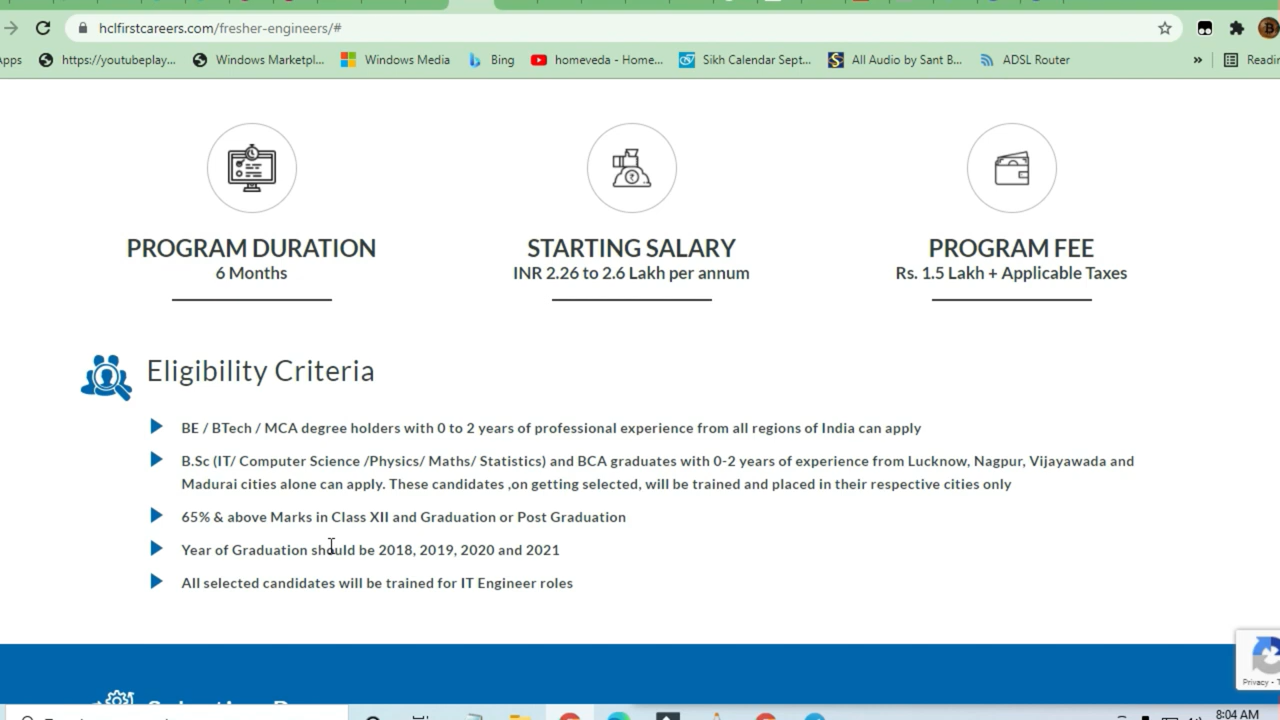 hclfirstcareers.com/fresher-engineers/#
https://youtubeplay... Windows Marketpl... Windows Media Bing homeveda - Home... Sikh Calendar Sept... All Audio by Sant B... ADSL Router »
PROGRAM DURATION
6 Months
STARTING SALARY
INR 2.26 to 2.6 Lakh per annum
PROGRAM FEE
Rs. 1.5 Lakh + Applicable Taxes
Eligibility Criteria
BE / BTech / MCA degree holders with 0 to 2 years of professional experience from all regions of India can apply
B.Sc (IT/ Computer Science /Physics/ Maths/ Statistics) and BCA graduates with 0-2 years of experience from Lucknow, Nagpur, Vijayawada and
Madurai cities alone can apply. These candidates ,on getting selected, will be trained and placed in their respective cities only
65% & above Marks in Class XII and Graduation or Post Graduation
Year of Graduation should be 2018, 2019, 2020 and 2021
All selected candidates will be trained for IT Engineer roles
Privacy
8:04 AM